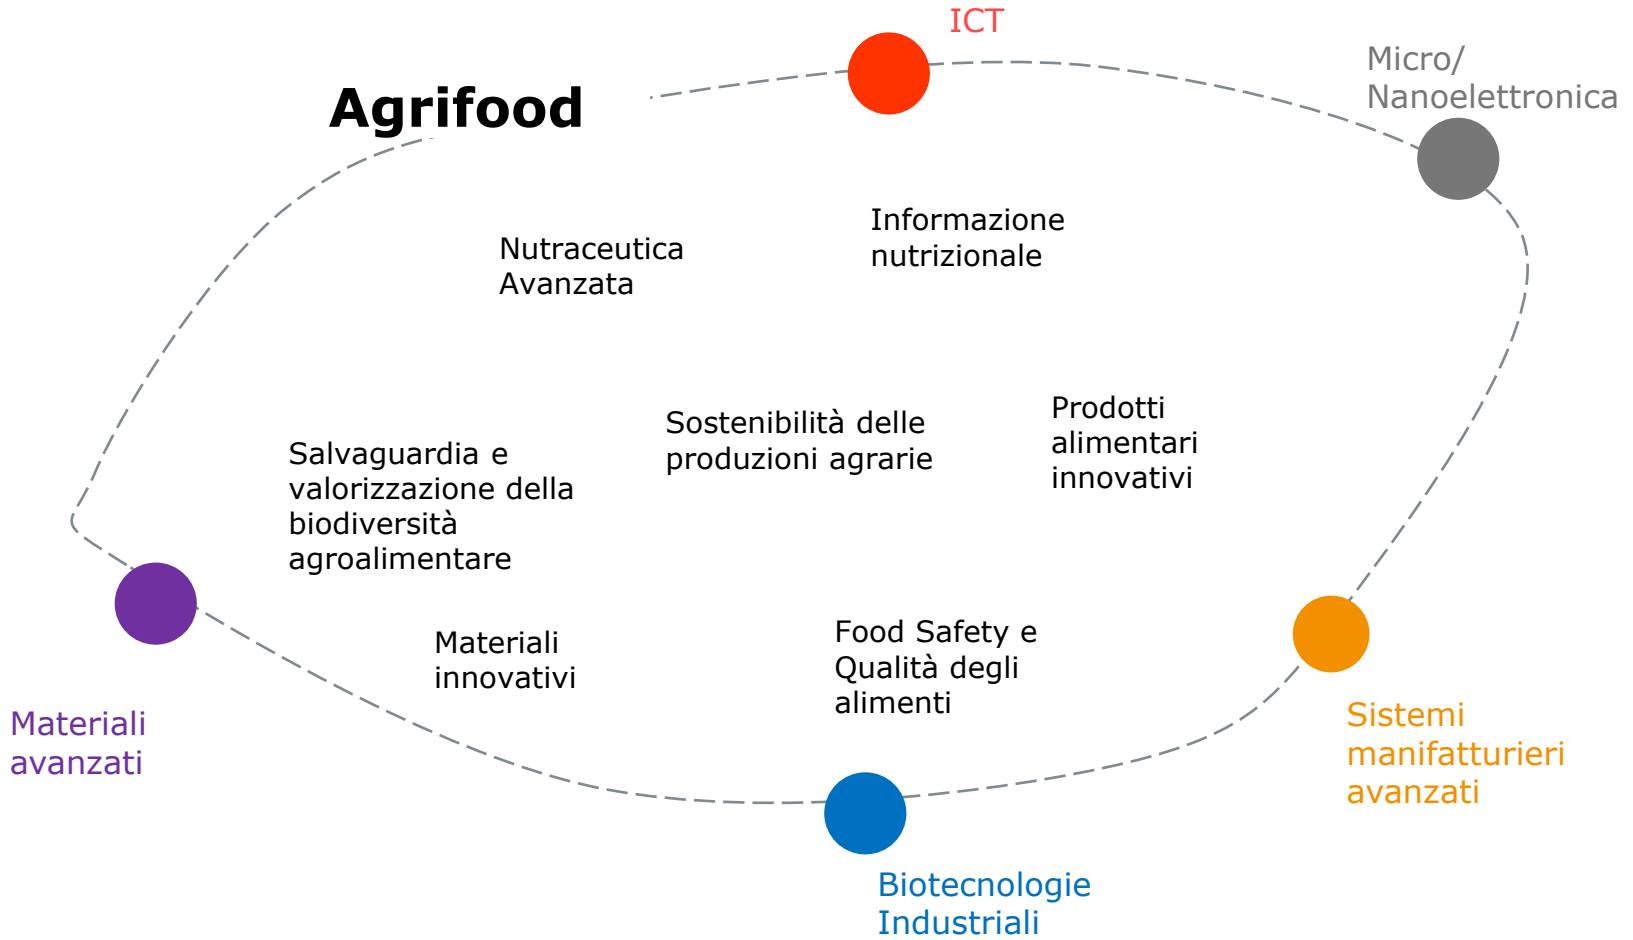 ICT
Micro/
Nanoelettronica
Agrifood
Informazione
nutrizionale
Nutraceutica
Avanzata
Sostenibilità delle
produzioni agrarie
Prodotti
alimentari
innovativi
Salvaguardia e
valorizzazione della
biodiversità
agroalimentare
Materiali
innovativi
Food Safety e
Qualità degli
alimenti
Materiali
avanzati
Sistemi
manifatturieri
avanzati
Biotecnologie
Industriali